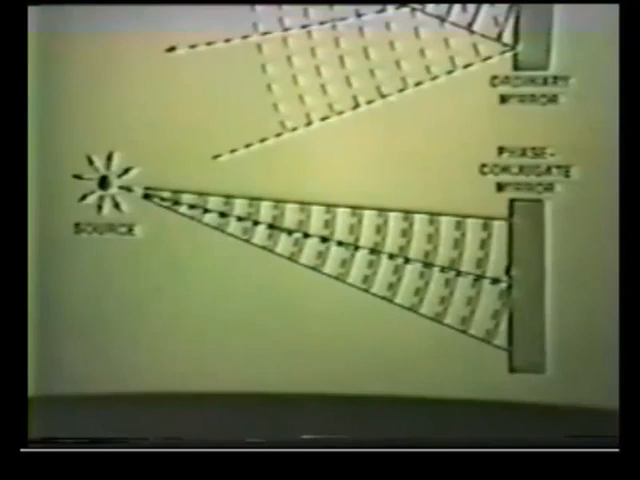 ORDINARY
MIRROR
PHASE-
CONJUGATE
MIRROR
SOURCE